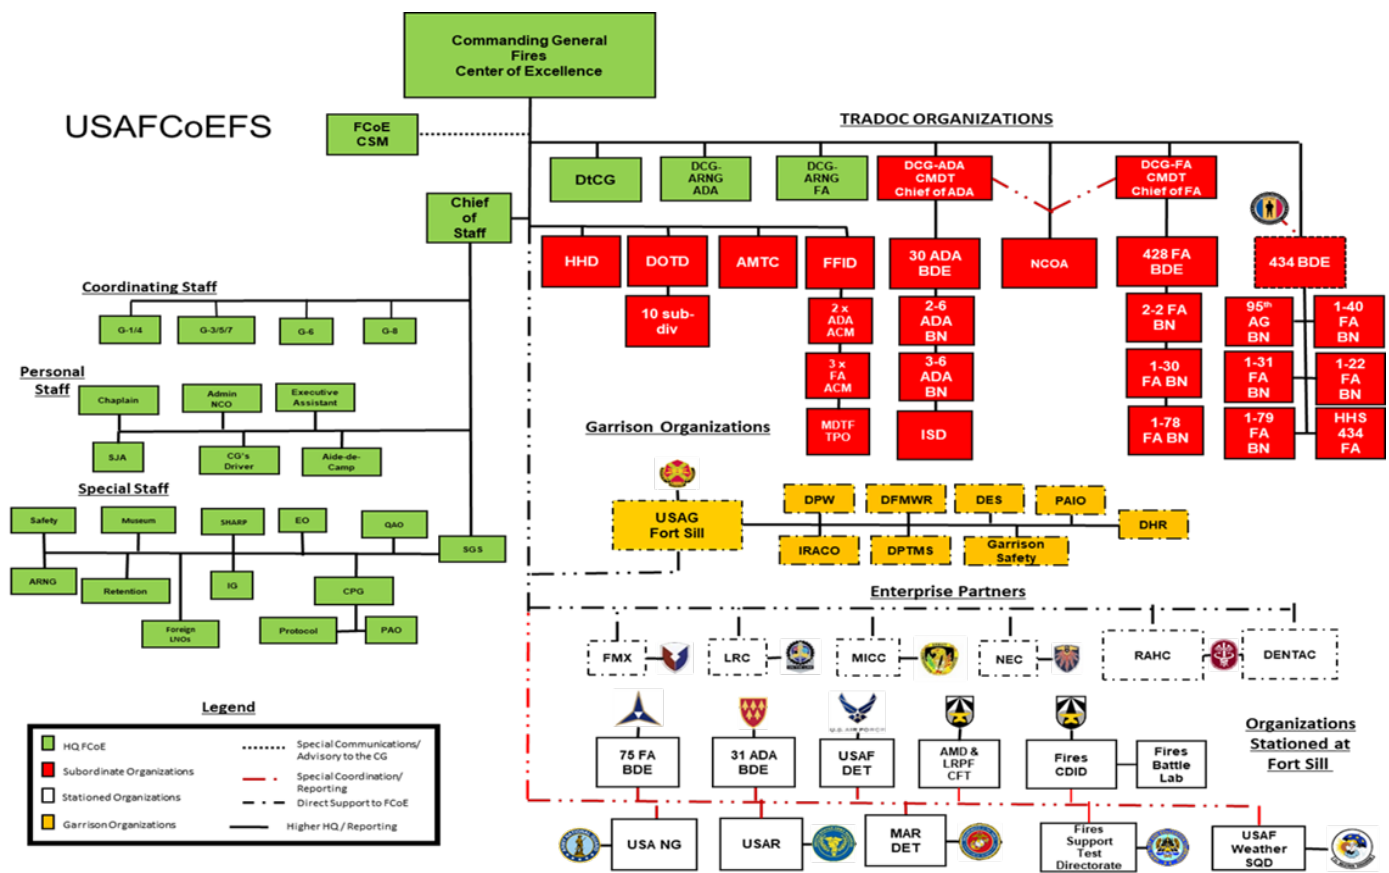 Commanding General
Fires
Center of Excellence
USAFCoEFS
FCoE
CSM
TRADOC ORGANIZATIONS
DtCG
DCG-
ARNG
ADA
DCG-
ARNG
FA
DCG-ADA
CMDT
Chief of ADA
DCG-FA
CMDT
Chief of FA
Chief
of
Staff
HHD
DOTD
AMTC
FFID
30 ADA
BDE
NCOA
428 FA
BDE
434 BDE
10 sub-
div
2 x
ADA
ACM
3 x
FA
ACM
MDTF
TPO
2-6
ADA
BN
3-6
ADA
BN
ISD
2-2 FA
BN
1-30
FA BN
1-78
FA BN
95th
AG
BN
1-40
FA
BN
1-31
FA
BN
1-22
FA
BN
1-79
FA
BN
HHS
434
FA
Coordinating Staff
G-1/4
G-3/5/7
G-6
G-8
Personal
Staff
Chaplain
Admin
NCO
Executive
Assistant
SJA
CG's
Driver
Aide-de-
Camp
Special Staff
Safety
Museum
SHARP
EO
QAO
SGS
ARNG
Retention
IG
CPG
Foreign
LNOs
Protocol
PAO
Garrison Organizations
USAG
Fort Sill
DPW
DFMWR
DES
PAIO
DHR
IRACO
DPTMS
Garrison
Safety
Enterprise Partners
FMX
LRC
MICC
NEC
RAHC
DENTAC
U.S. AIR FORCE
75 FA
BDE
31 ADA
BDE
USAF
DET
AMD &
LRPF
CFT
Fires
CDID
Fires
Battle
Lab
Organizations
Stationed at
Fort Sill
USA NG
USAR
MAR
DET
Fires
Support
Test
Directorate
USAF
Weather
SQD
Legend
HQ FCoE
Subordinate Organizations
Stationed Organizations
Garrison Organizations
Special Communications/
Advisory to the CG
Special Coordination/
Reporting
Direct Support to FCoE
Higher HQ / Reporting